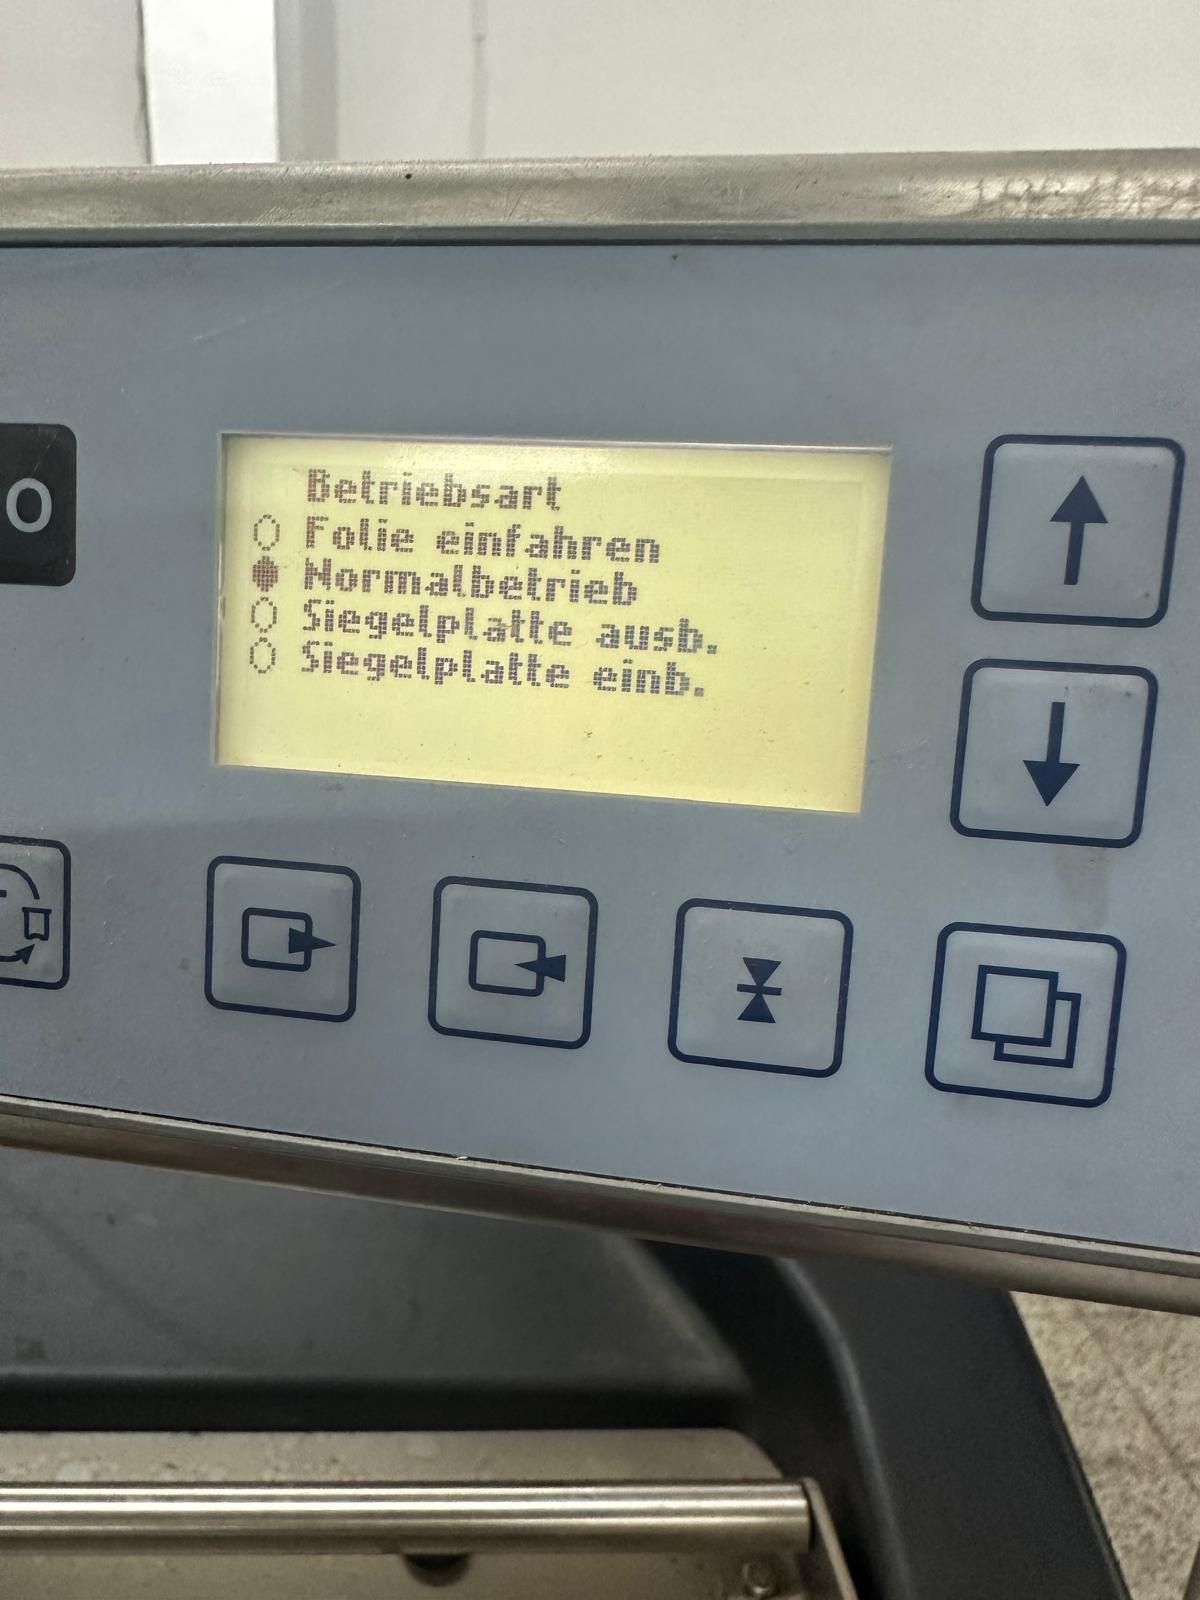 Betriebsart
Folie einfahren
Normalbetrieb
Siegelplatte ausb.
Siegelplatte einb.
O